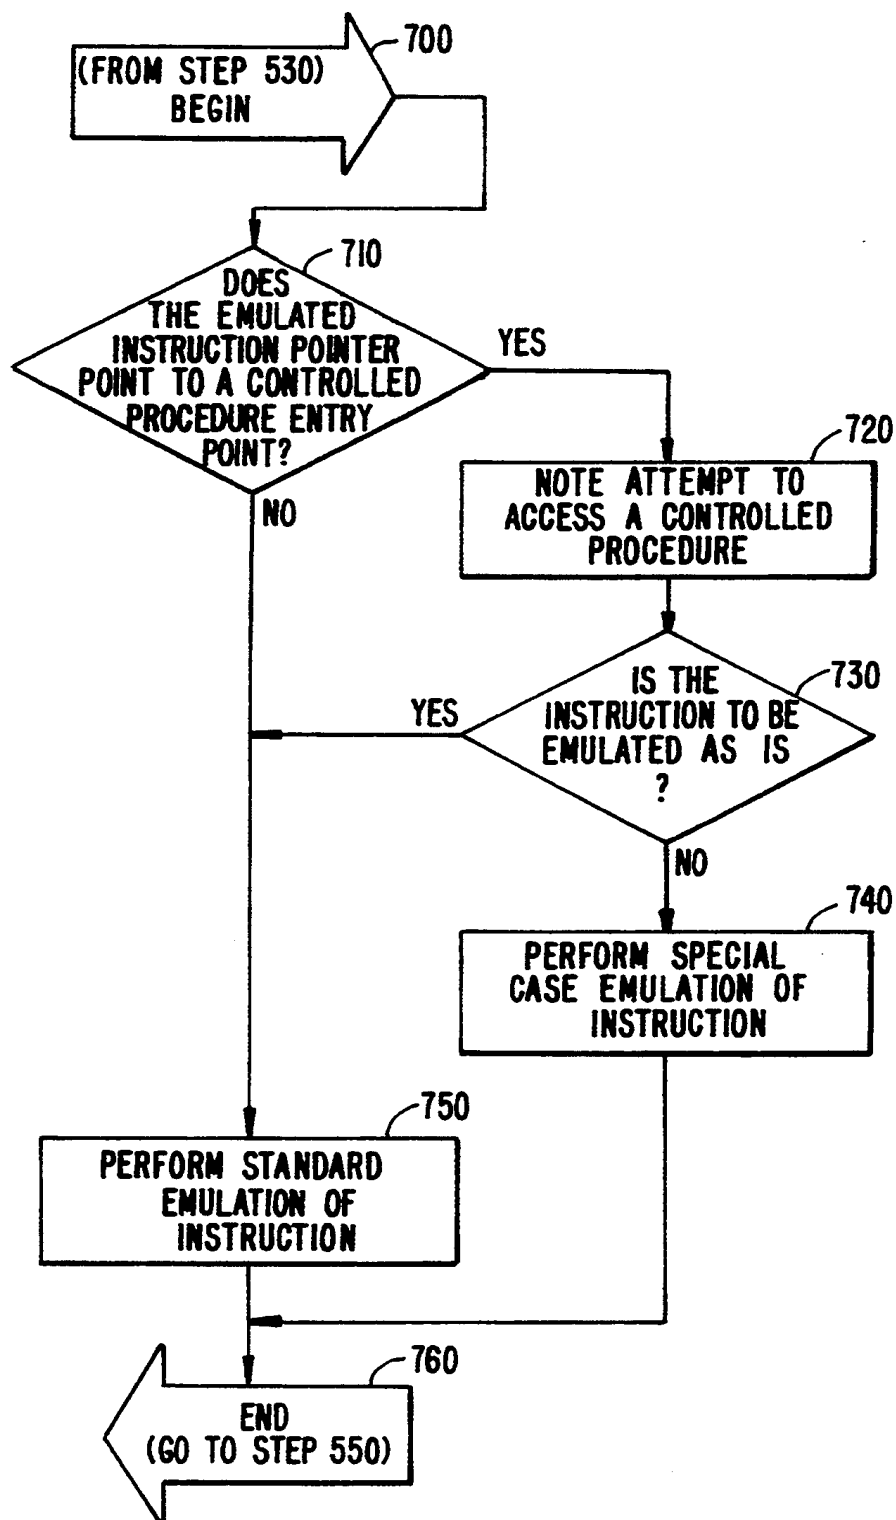 700
(FROM STEP 530)
BEGIN
710
DOES
THE EMULATED
INSTRUCTION POINTER
POINT TO A CONTROLLED
PROCEDURE ENTRY
POINT?
YES
NO
720
NOTE ATTEMPT TO
ACCESS A CONTROLLED
PROCEDURE
730
IS THE
INSTRUCTION TO BE
EMULATED AS IS
?
YES
NO
740
PERFORM SPECIAL
CASE EMULATION OF
INSTRUCTION
750
PERFORM STANDARD
EMULATION OF
INSTRUCTION
760
END
(GO TO STEP 550)